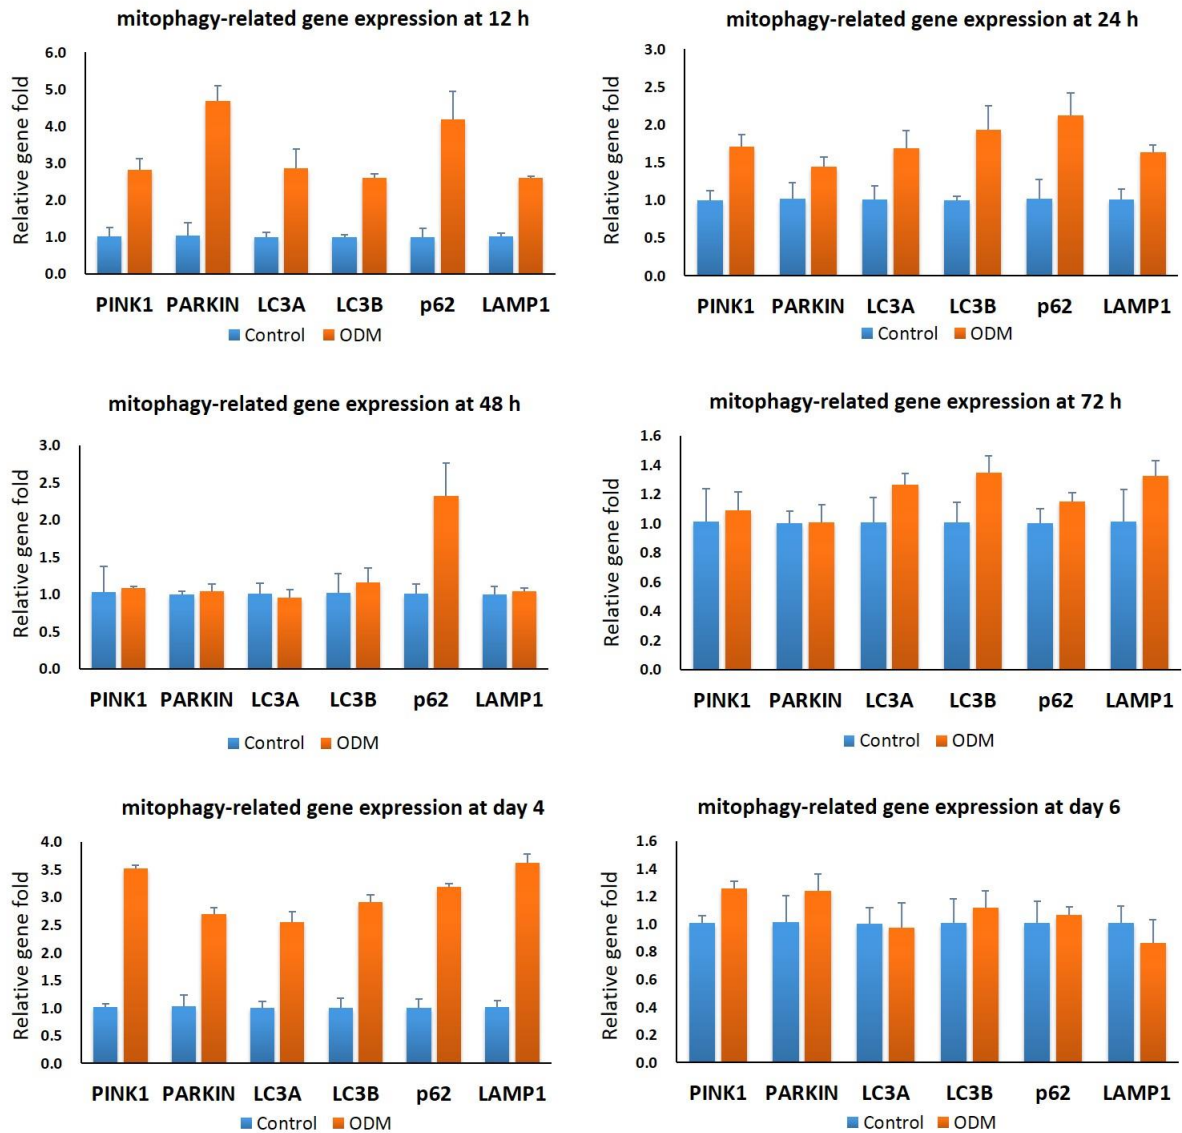 mitophagy-related gene expression at 12 h
Relative gene fold
6.0
5.0
4.0
3.0
2.0
1.0
0.0
PINK1 PARKIN LC3A LC3B p62 LAMP1
Control ODM
mitophagy-related gene expression at 24 h
Relative gene fold
3.0
2.5
2.0
1.5
1.0
0.5
0.0
PINK1 PARKIN LC3A LC3B p62 LAMP1
Control ODM
mitophagy-related gene expression at 48 h
Relative gene fold
3.0
2.5
2.0
1.5
1.0
0.5
0.0
PINK1 PARKIN LC3A LC3B p62 LAMP1
Control ODM
mitophagy-related gene expression at 72 h
Relative gene fold
1.6
1.4
1.2
1.0
0.8
0.6
0.4
0.2
0.0
PINK1 PARKIN LC3A LC3B p62 LAMP1
Control ODM
mitophagy-related gene expression at day 4
Relative gene fold
4.0
3.5
3.0
2.5
2.0
1.5
1.0
0.5
0.0
PINK1 PARKIN LC3A LC3B p62 LAMP1
Control ODM
mitophagy-related gene expression at day 6
Relative gene fold
1.6
1.4
1.2
1.0
0.8
0.6
0.4
0.2
0.0
PINK1 PARKIN LC3A LC3B p62 LAMP1
Control ODM